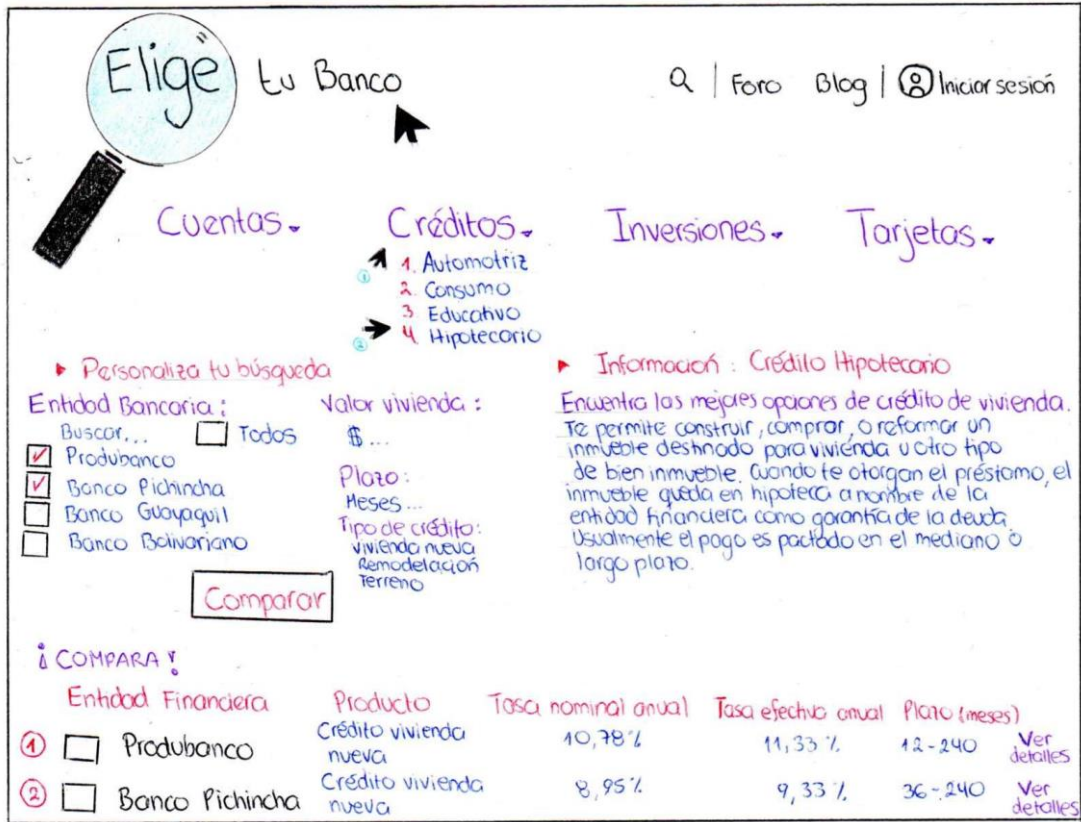 Elige tu Banco
Foro Blog | Iniciar sesión
Cuentas Créditos Inversiones Tarjetas
1 1. Automotriz
2. Consumo
3 Educativo
2 4 Hipotecario
Personaliza tu búsqueda
Entidad Bancaria :
Buscar... Todos
Produbanco
Banco Pichincha
Banco Guayaquil
Banco Bolivariano
Valor vivienda :
$ ...
Plazo :
Meses...
Tipo de crédito :
vivienda nueva
Remodelación
Terreno
Comparar
Información : Crédito Hipotecario
Encuentra las mejores opciones de crédito de vivienda.
Te permite construir, comprar, o reformar un
inmueble destinado para vivienda u otro tipo
de bien inmueble. Cuando te otorgan el préstamo, el
inmueble queda en hipoteca a nombre de la
entidad financiera como garantía de la deuda.
Usualmente el pago es pactado en el mediano o
largo plazo.
¡COMPARA!
Entidad Financiera Producto Tasa nominal anual Tasa efectiva anual Plazo (meses)
1 Produbanco Crédito vivienda nueva 10,78% 11,33% 12-240 Ver detalles
2 Banco Pichincha Crédito vivienda nueva 8,95% 9,33% 36-240 Ver detalles